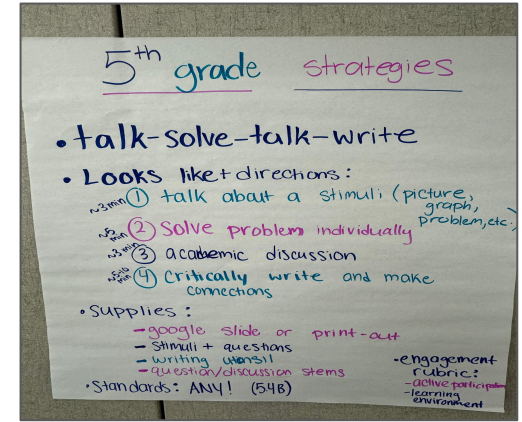 5th grade strategies
• talk-solve-talk-write
• Looks like + directions:
~3min ① talk about a stimuli (picture, graph, problem, etc.)
~5 min ② Solve problem individually
~3 min ③ academic discussion
~5-10 min ④ Critically write and make
connections
• Supplies:
- google slide or print-out
- Stimuli + questions
- writing utensil
- question/discussion stems
• Standards: ANY! (5.4B)
• engagement
rubric:
- active participation
- learning
environment